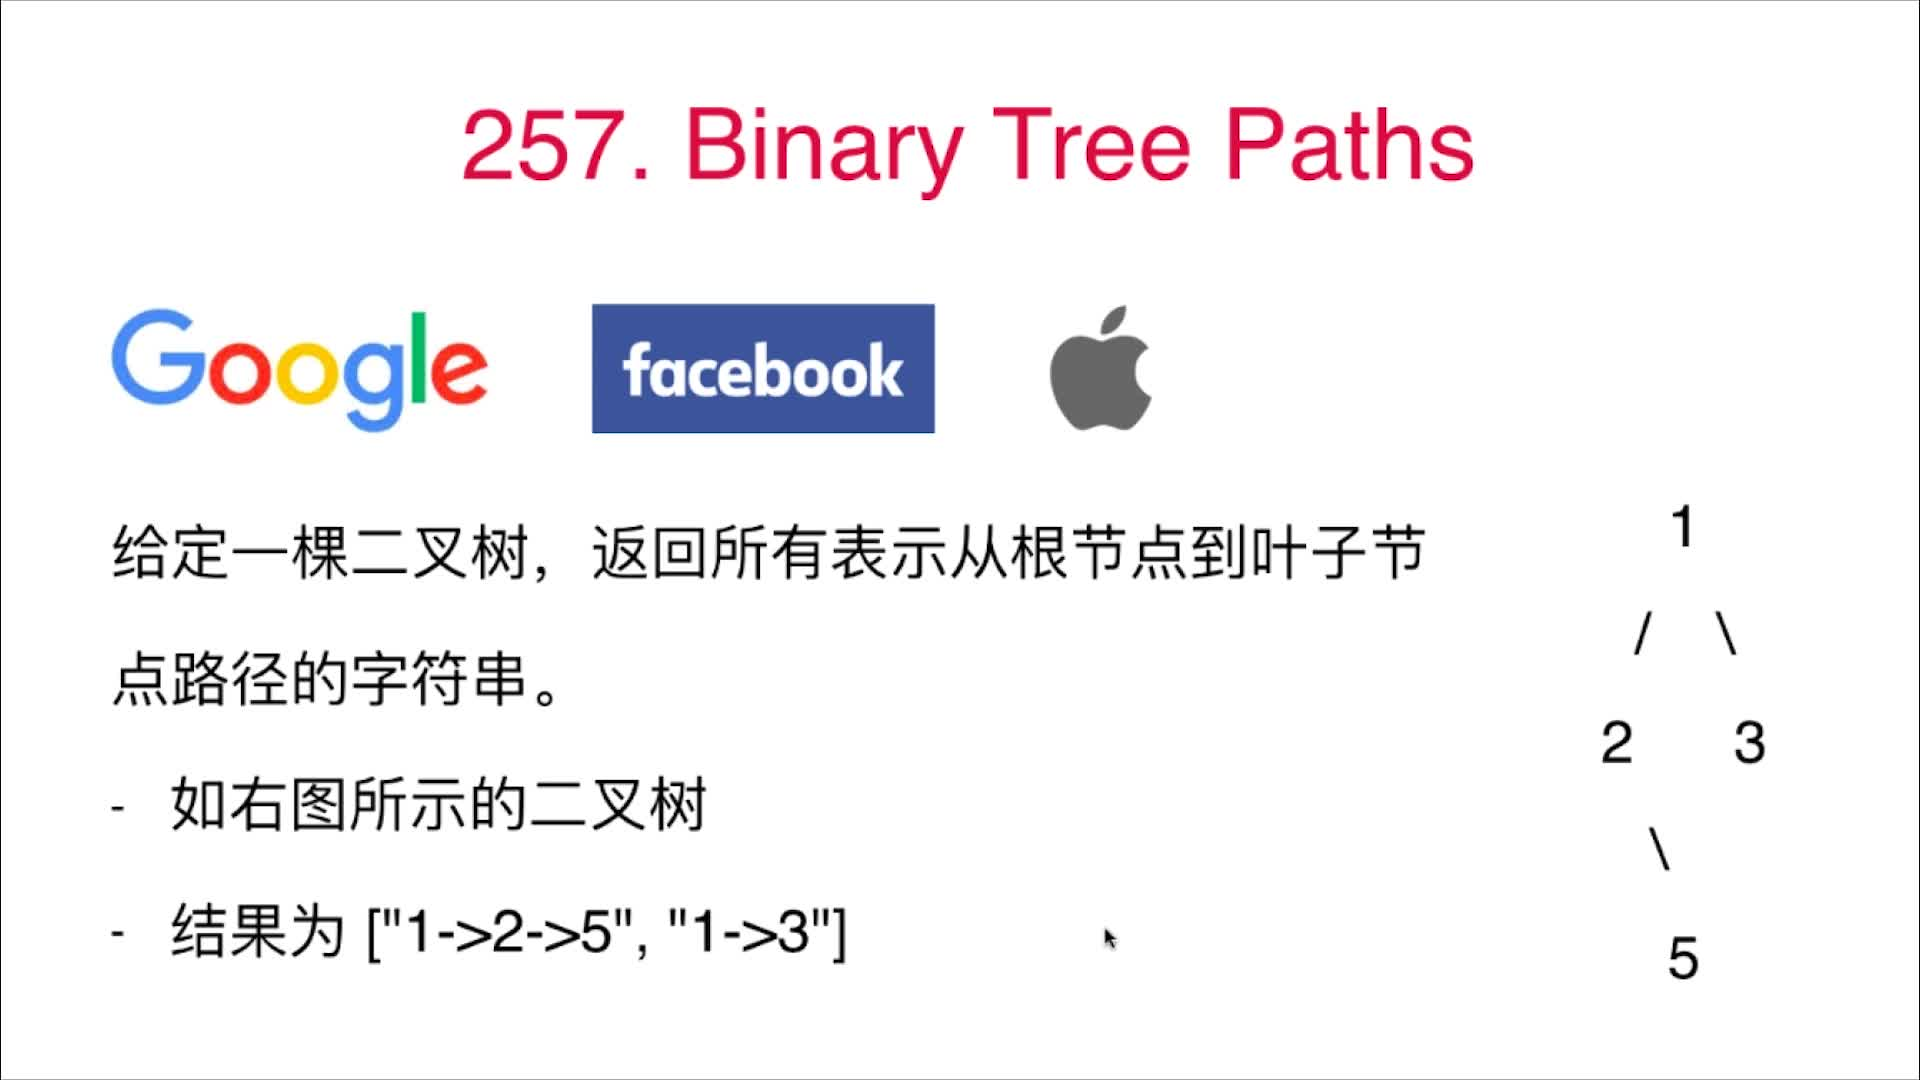 257. Binary Tree Paths
Google
facebook
给定一棵二叉树，返回所有表示从根节点到叶子节
点路径的字符串。
- 如右图所示的二叉树
- 结果为 ["1->2->5", "1->3"]
1
/ \
2 3
\
5